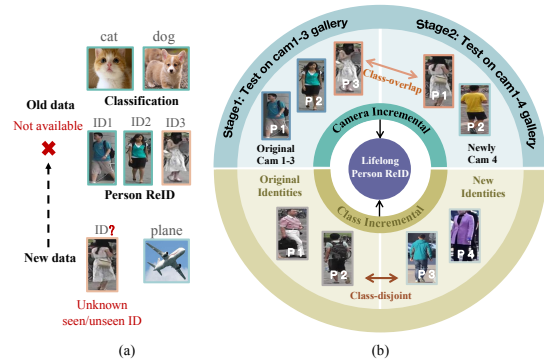 cat
dog
Classification
Old data
Not available
ID1
ID2
ID3
Person ReID
New data
ID?
plane
Unknown
seen/unseen ID
(a)
Stage1: Test on cam1-3 gallery
Stage2: Test on cam1-4 gallery
Class-overlap
P 1
P 2
P 3
P 1
P 2
Original
Cam 1-3
Newly
Cam 4
Camera Incremental
Lifelong
Person ReID
Class Incremental
Original
Identities
New
Identities
P 1
P 2
P 3
P 4
Class-disjoint
(b)